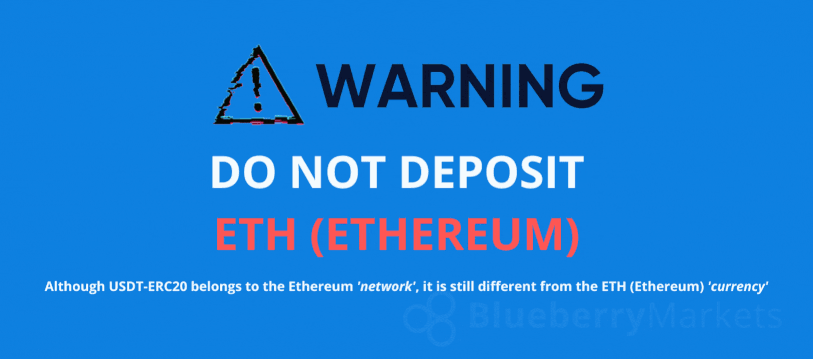 WARNING
DO NOT DEPOSIT
ETH (ETHEREUM)
Although USDT-ERC20 belongs to the Ethereum 'network', it is still different from the ETH (Ethereum) 'currency'
BlueberryMarkets